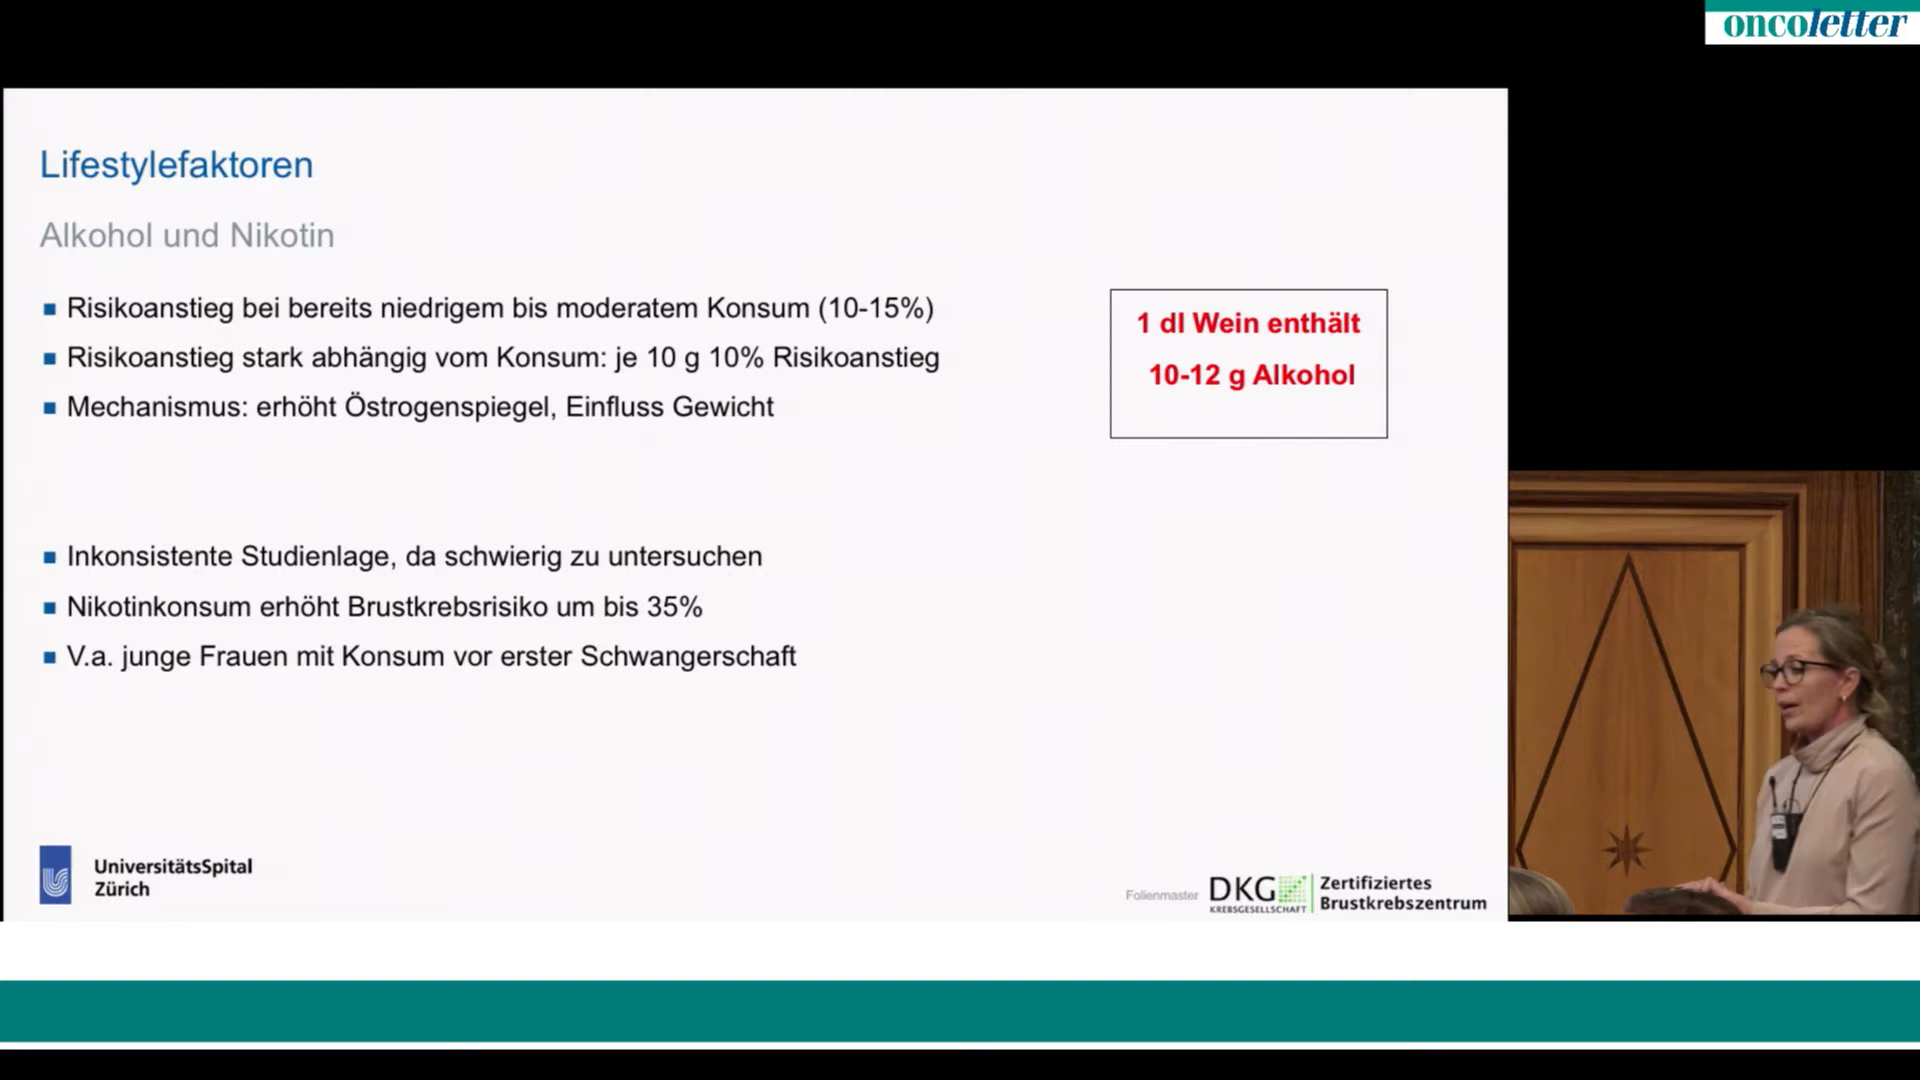 oncoletter
Lifestylefaktoren
Alkohol und Nikotin
Risikoanstieg bei bereits niedrigem bis moderatem Konsum (10-15%)
Risikoanstieg stark abhängig vom Konsum: je 10 g 10% Risikoanstieg
Mechanismus: erhöht Östrogenspiegel, Einfluss Gewicht
1 dl Wein enthält
10-12 g Alkohol
Inkonsistente Studienlage, da schwierig zu untersuchen
Nikotinkonsum erhöht Brustkrebsrisiko um bis 35%
V.a. junge Frauen mit Konsum vor erster Schwangerschaft
UniversitätsSpital
Zürich
Folienmaster
DKG
KREBSGESELLSCHAFT
Zertifiziertes
Brustkrebszentrum